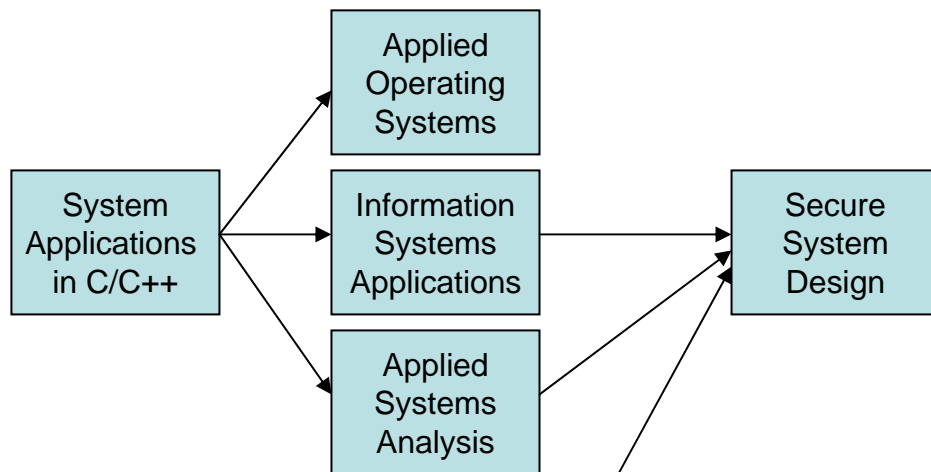 System
Applications
in C/C++
Applied
Operating
Systems
Information
Systems
Applications
Applied
Systems
Analysis
Secure
System
Design